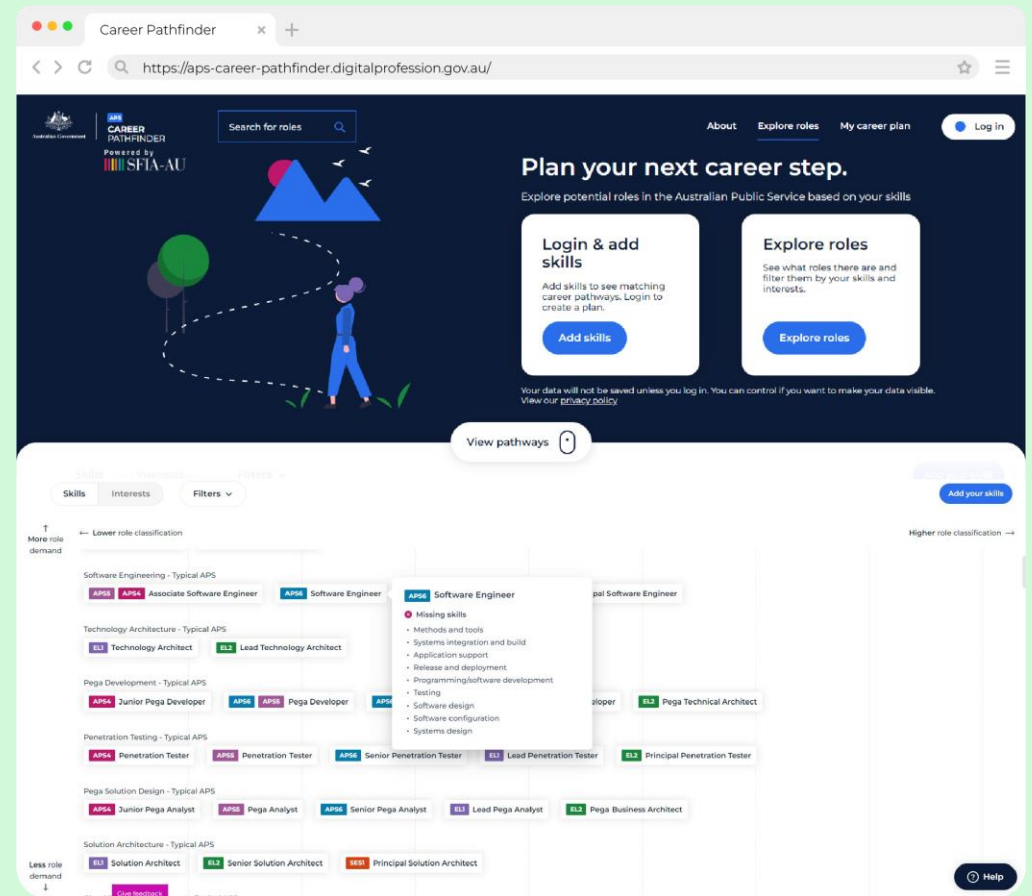 Career Pathfinder
https://aps-career-pathfinder.digitalprofession.gov.au/
Australian Government
APS
CAREER
PATHFINDER
Powered by
SFIA-AU
Search for roles
About Explore roles My career plan Log in
Plan your next career step.
Explore potential roles in the Australian Public Service based on your skills
Login & add
skills
Add skills to see matching
career pathways. Login to
create a plan.
Add skills
Explore roles
See what roles there are and
filter them by your skills and
interests.
Explore roles
Your data will not be saved unless you log in. You can control if you want to make your data visible.
View our privacy policy
View pathways
Skills Interests Filters
Add your skills
↑
More role
demand
← Lower role classification
Higher role classification →
Software Engineering - Typical APS
APS5 APS4 Associate Software Engineer APS6 Software Engineer pal Software Engineer
APS6 Software Engineer
Missing skills
• Methods and tools
• Systems integration and build
• Application support
• Release and deployment
• Programming/software development
• Testing
• Software design
• Software configuration
• Systems design
Technology Architecture - Typical APS
EL1 Technology Architect EL2 Lead Technology Architect
Pega Development - Typical APS
APS4 Junior Pega Developer APS6 APS5 Pega Developer APS eloper EL2 Pega Technical Architect
Penetration Testing - Typical APS
APS4 Penetration Tester APS5 Penetration Tester APS6 Senior Penetration Tester EL1 Lead Penetration Tester EL2 Principal Penetration Tester
Pega Solution Design - Typical APS
APS4 Junior Pega Analyst APS5 Pega Analyst APS6 Senior Pega Analyst EL1 Lead Pega Analyst EL2 Pega Business Architect
Solution Architecture - Typical APS
EL1 Solution Architect EL2 Senior Solution Architect SES1 Principal Solution Architect
Less role
demand
↓
Give feedback
Help